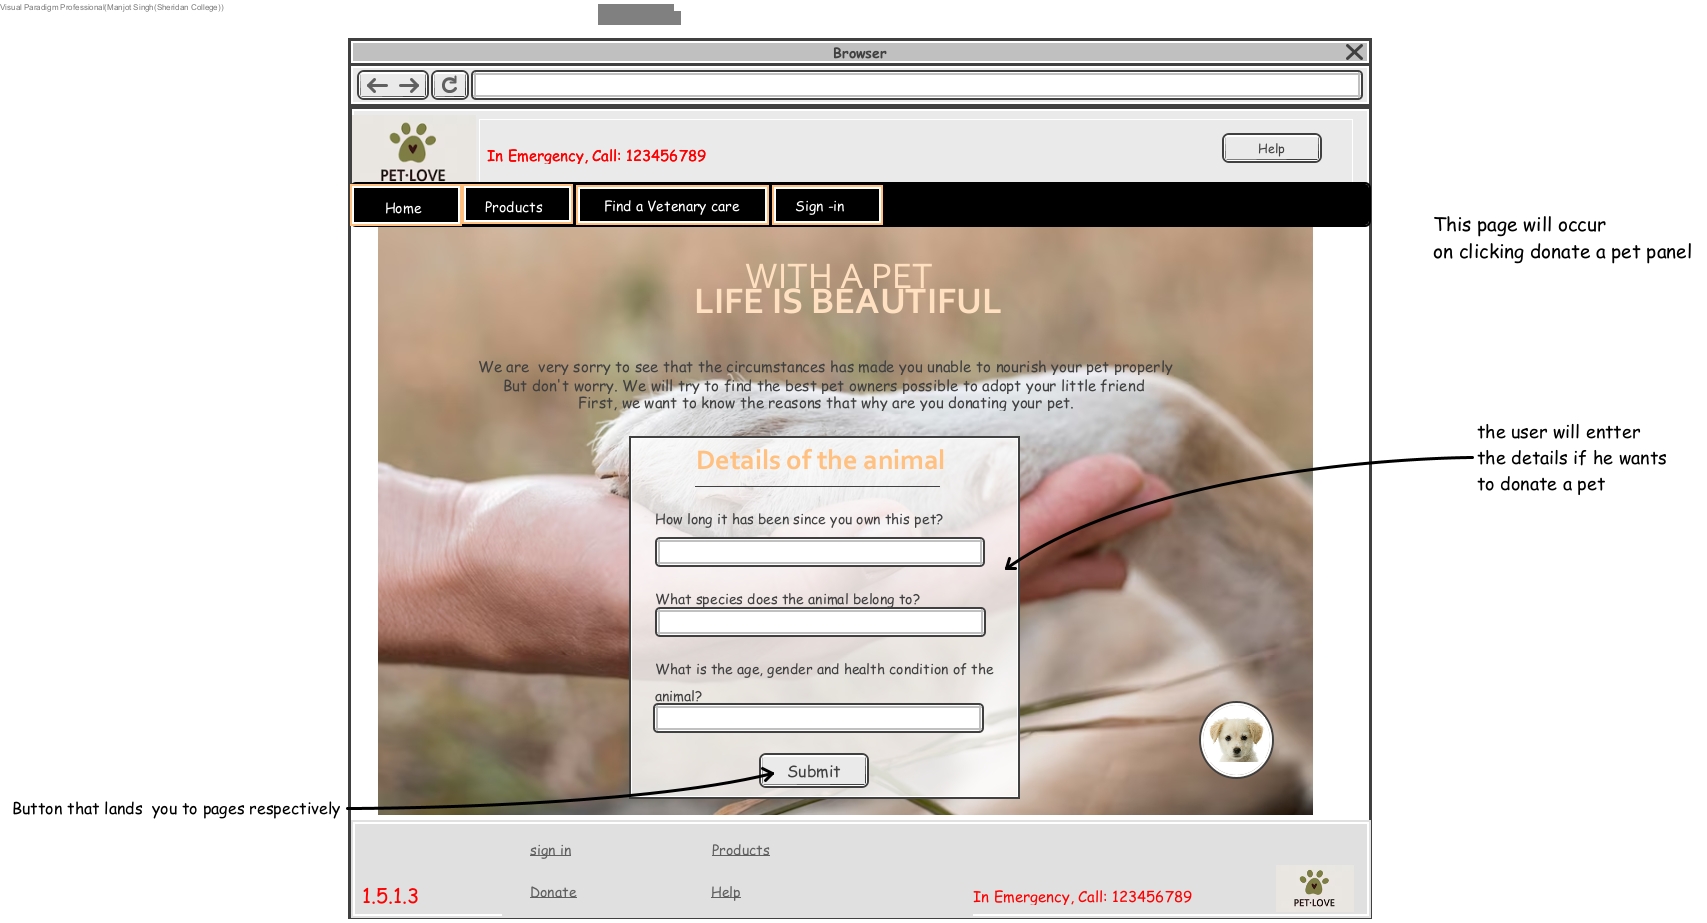 Visual Paradigm Professional(Manjot Singh(Sheridan College))
Browser
PET·LOVE
In Emergency, Call: 123456789
Help
Home
Products
Find a Vetenary care
Sign -in
This page will occur
on clicking donate a pet panel
WITH A PET
LIFE IS BEAUTIFUL
We are  very sorry to see that the circumstances has made you unable to nourish your pet properly
But don't worry. We will try to find the best pet owners possible to adopt your little friend
First, we want to know the reasons that why are you donating your pet.
the user will entter
the details if he wants
to donate a pet
Details of the animal
How long it has been since you own this pet?
What species does the animal belong to?
What is the age, gender and health condition of the
animal?
Submit
Button that lands  you to pages respectively
sign in
Products
1.5.1.3
Donate
Help
In Emergency, Call: 123456789
PET·LOVE